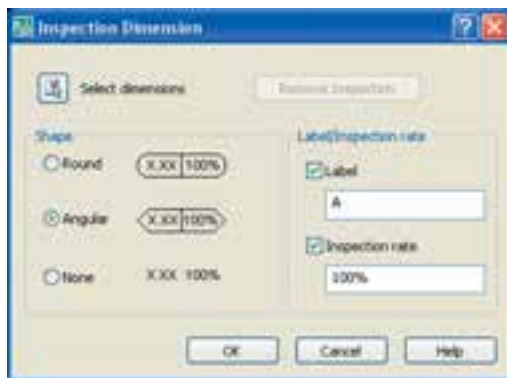 Inspection Dimension
Select dimensions
Remove Inspection
Shape
Round
X.XX 100%
Angular
X.XX 100%
None
X.XX 100%
Label/Inspection rate
Label
A
Inspection rate
100%
OK
Cancel
Help